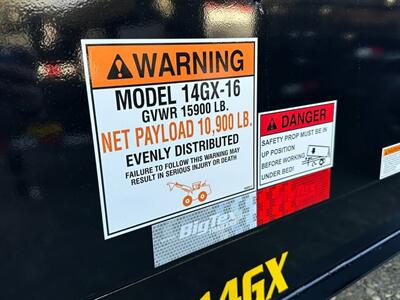 WARNING
MODEL 14GX-16
GVWR 15900 LB.
NET PAYLOAD 10,900 LB.
EVENLY DISTRIBUTED
FAILURE TO FOLLOW THIS WARNING MAY
RESULT IN SERIOUS INJURY OR DEATH
DANGER
SAFETY PROP MUST BE IN
UP POSITION
BEFORE WORKING
UNDER BED!
BigTex
14GX